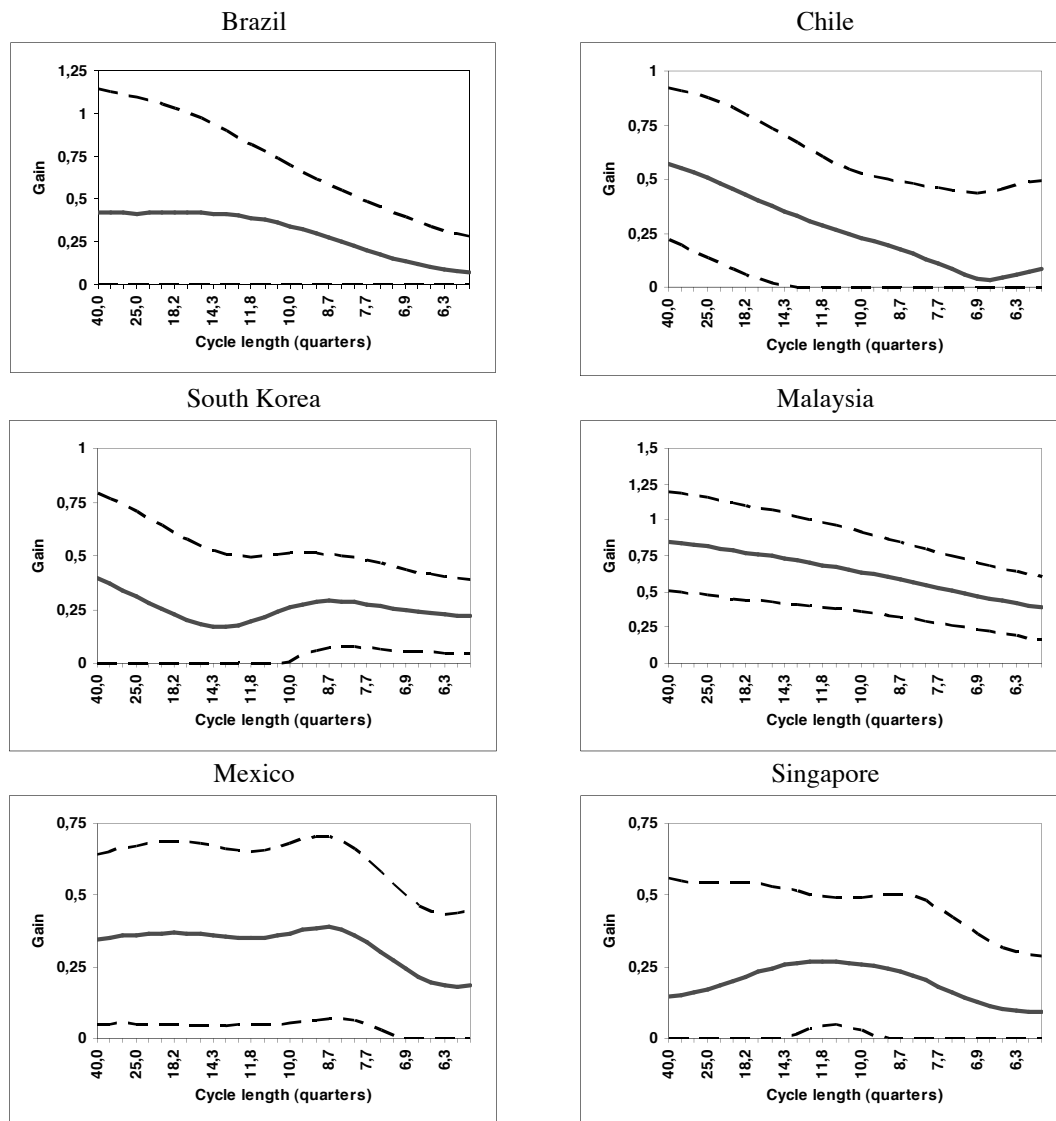 Brazil
1,25
1
0,75
0,5
0,25
0
Gain
40,0 25,0 18,2 14,3 11,8 10,0 8,7 7,7 6,9 6,3
Cycle length (quarters)
Chile
1
0,75
0,5
0,25
0
Gain
40,0 25,0 18,2 14,3 11,8 10,0 8,7 7,7 6,9 6,3
Cycle length (quarters)
South Korea
1
0,75
0,5
0,25
0
Gain
40,0 25,0 18,2 14,3 11,8 10,0 8,7 7,7 6,9 6,3
Cycle length (quarters)
Malaysia
1,5
1,25
1
0,75
0,5
0,25
0
Gain
40,0 25,0 18,2 14,3 11,8 10,0 8,7 7,7 6,9 6,3
Cycle length (quarters)
Mexico
0,75
0,5
0,25
0
Gain
40,0 25,0 18,2 14,3 11,8 10,0 8,7 7,7 6,9 6,3
Cycle length (quarters)
Singapore
0,75
0,5
0,25
0
Gain
40,0 25,0 18,2 14,3 11,8 10,0 8,7 7,7 6,9 6,3
Cycle length (quarters)